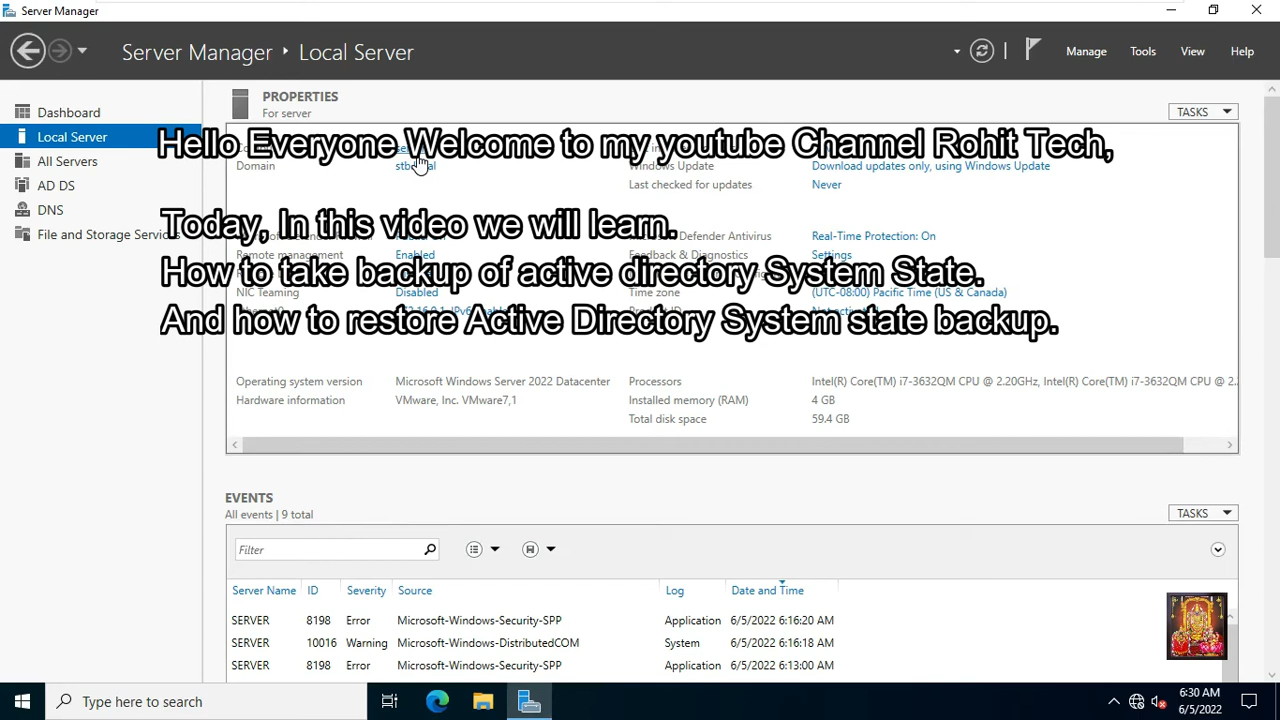 Server Manager
Server Manager ▸ Local Server
Manage Tools View Help
Dashboard
Local Server
All Servers
AD DS
DNS
File and Storage Services
PROPERTIES
For server
TASKS
Hello Everyone Welcome to my youtube Channel Rohit Tech,
Domain
Windows Update Download updates only, using Windows Update
Last checked for updates Never
Today, In this video we will learn.
Defender Antivirus Real-Time Protection: On
Remote management Enabled
Feedback & Diagnostics Settings
How to take backup of active directory System State.
NIC Teaming Disabled
Time zone (UTC-08:00) Pacific Time (US & Canada)
And how to restore Active Directory System state backup.
Operating system version Microsoft Windows Server 2022 Datacenter
Processors Intel(R) Core(TM) i7-3632QM CPU @ 2.20GHz, Intel(R) Core(TM) i7-3632QM CPU @ 2.
Hardware information VMware, Inc. VMware7,1
Installed memory (RAM) 4 GB
Total disk space 59.4 GB
EVENTS
All events | 9 total
TASKS
Filter
Server Name ID Severity Source Log Date and Time
SERVER 8198 Error Microsoft-Windows-Security-SPP Application 6/5/2022 6:16:20 AM
SERVER 10016 Warning Microsoft-Windows-DistributedCOM System 6/5/2022 6:16:18 AM
SERVER 8198 Error Microsoft-Windows-Security-SPP Application 6/5/2022 6:13:00 AM
Type here to search
6:30 AM
6/5/2022